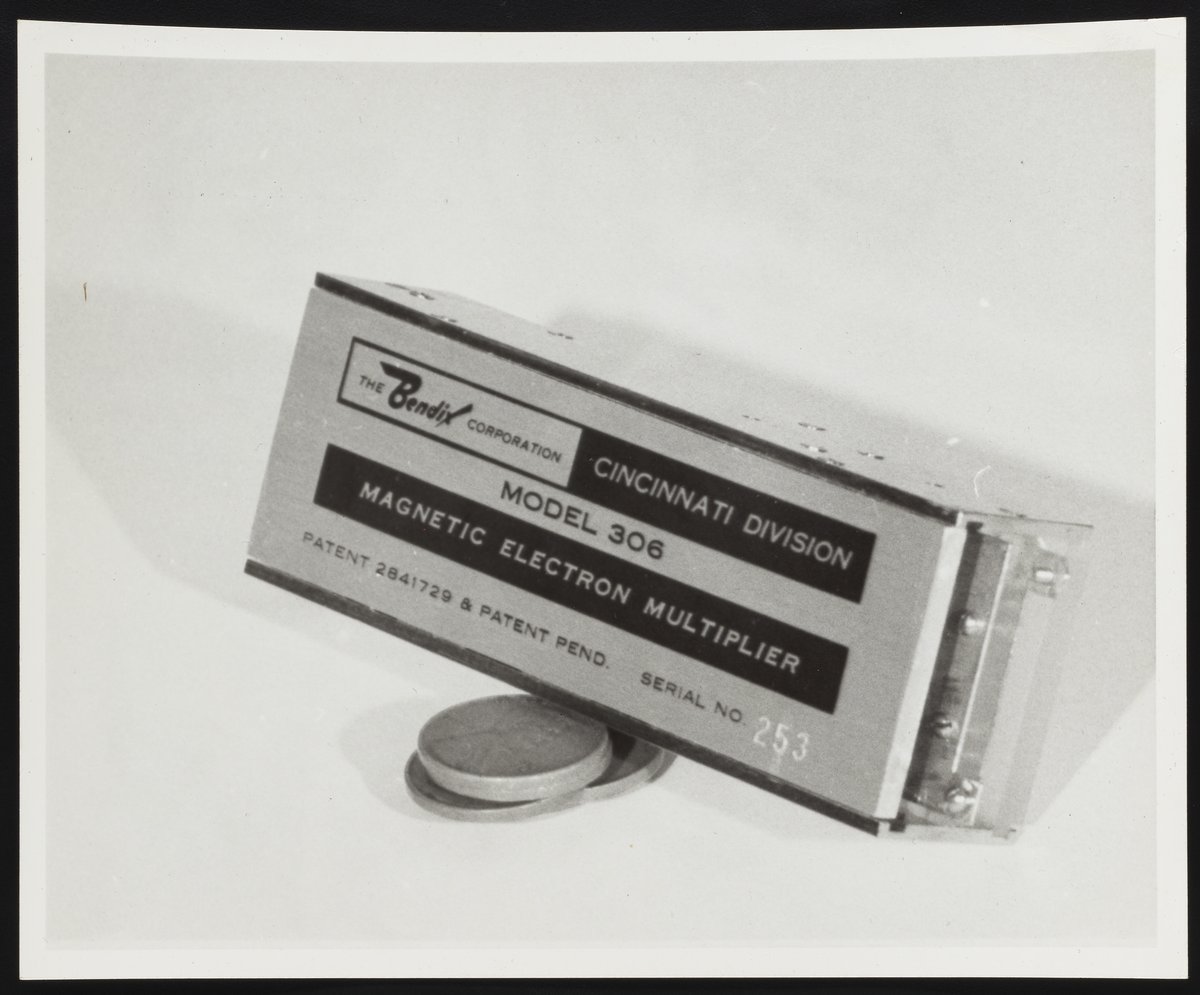 THE Bendix CORPORATION
CINCINNATI DIVISION
MODEL 306
MAGNETIC ELECTRON MULTIPLIER
PATENT 2841729 & PATENT PEND. SERIAL NO. 253